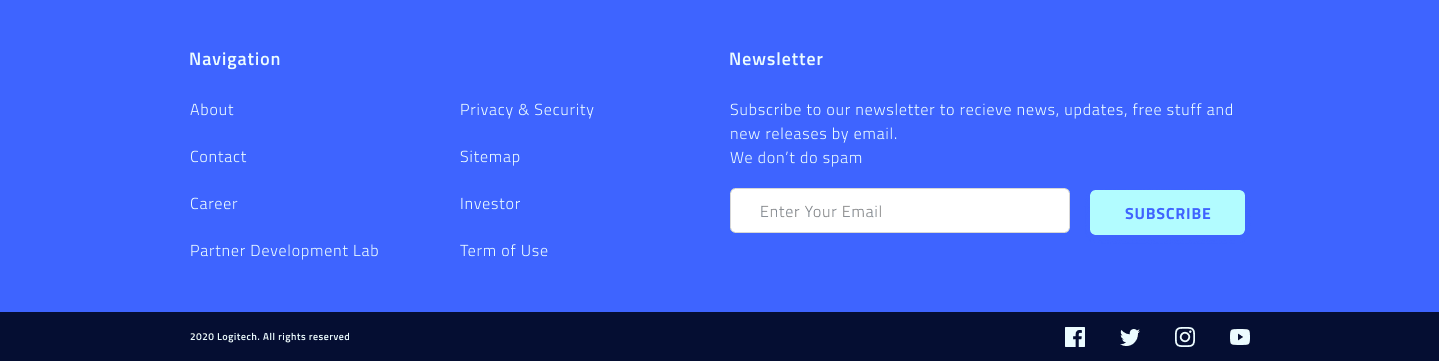 Navigation
About
Contact
Career
Partner Development Lab
Privacy & Security
Sitemap
Investor
Term of Use
Newsletter
Subscribe to our newsletter to recieve news, updates, free stuff and
new releases by email.
We don't do spam
Enter Your Email
SUBSCRIBE
2020 Logitech. All rights reserved